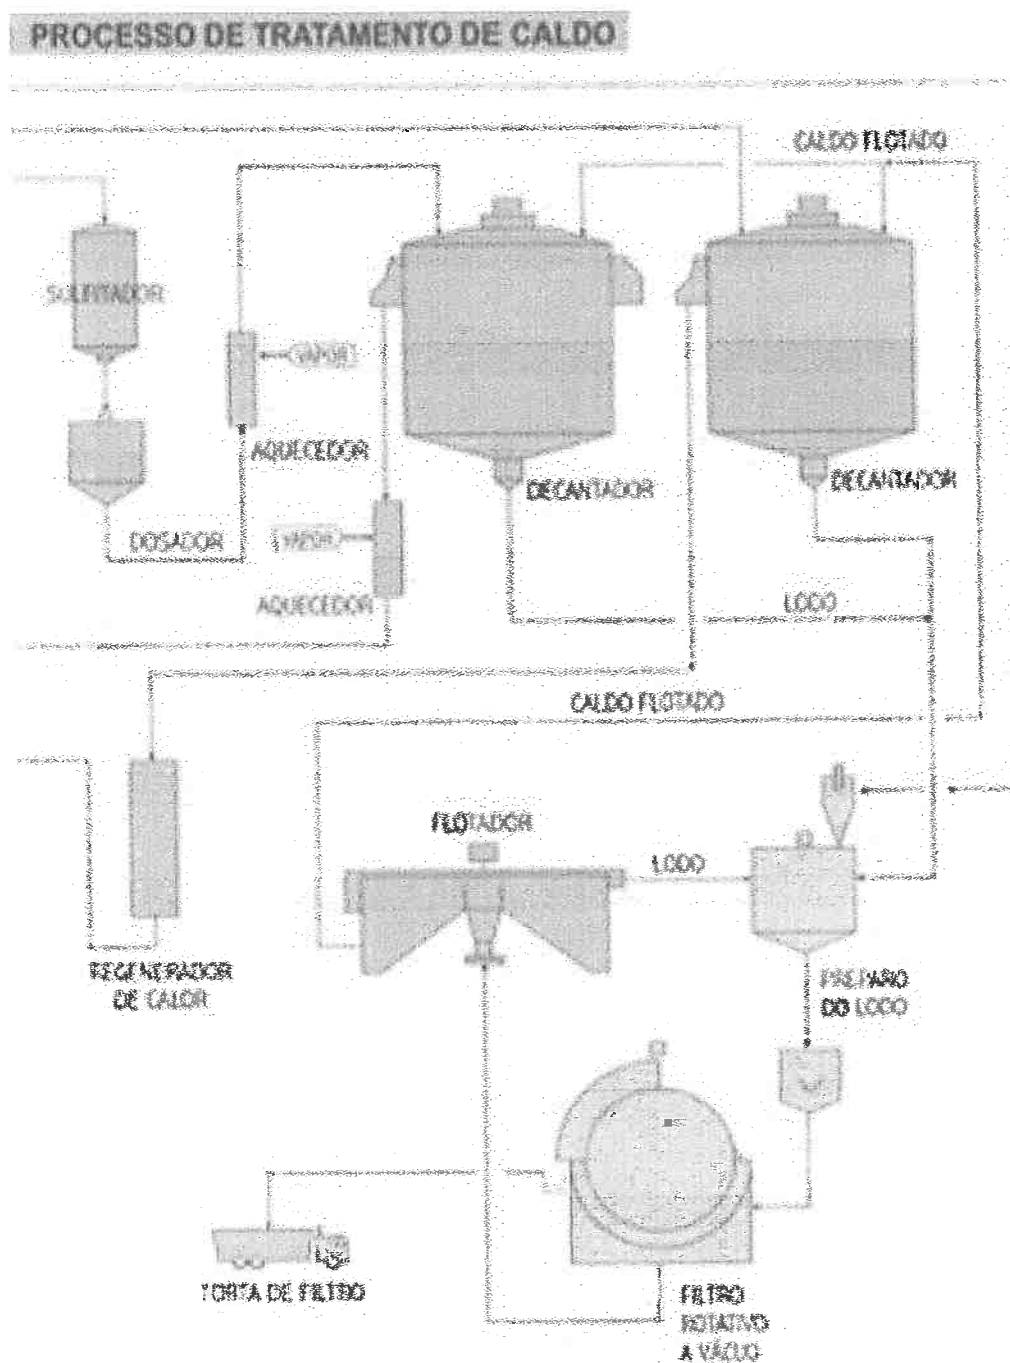 PROCESSO DE TRATAMENTO DE CALDO
CALDO FLOTADO
SULFITADOR
VAPOR
AQUECEDOR
DECANTADOR
DECANTADOR
DOSADOR
VAPOR
AQUECEDOR
LODO
CALDO FLOTADO
FLOTADOR
LODO
REGENERADOR
DE CALOR
PREPARO
DO LODO
TORTA DE FILTRO
FILTRO
ROTATIVO
A VÁCUO